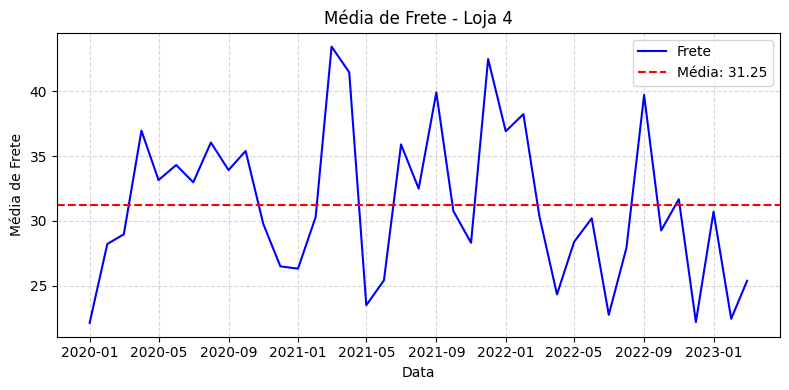 Média de Frete - Loja 4
Frete
Média: 31.25
Média de Frete
40
35
30
25
2020-01 2020-05 2020-09 2021-01 2021-05 2021-09 2022-01 2022-05 2022-09 2023-01
Data